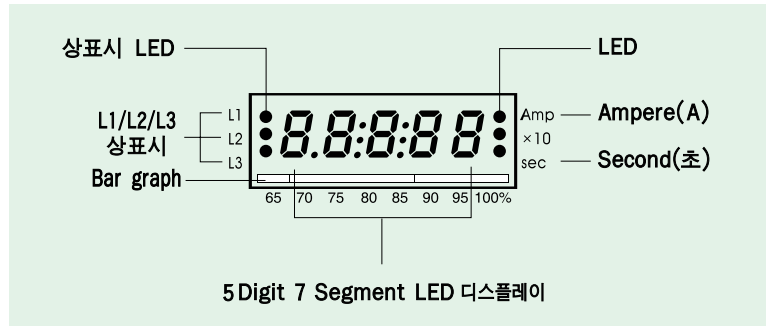 상표시 LED
LED
L1/L2/L3
상표시
L1
L2
L3
8.8:8:8 8
Amp
×10
sec
Ampere(A)
Second(초)
Bar graph
65 70 75 80 85 90 95 100%
5 Digit 7 Segment LED 디스플레이